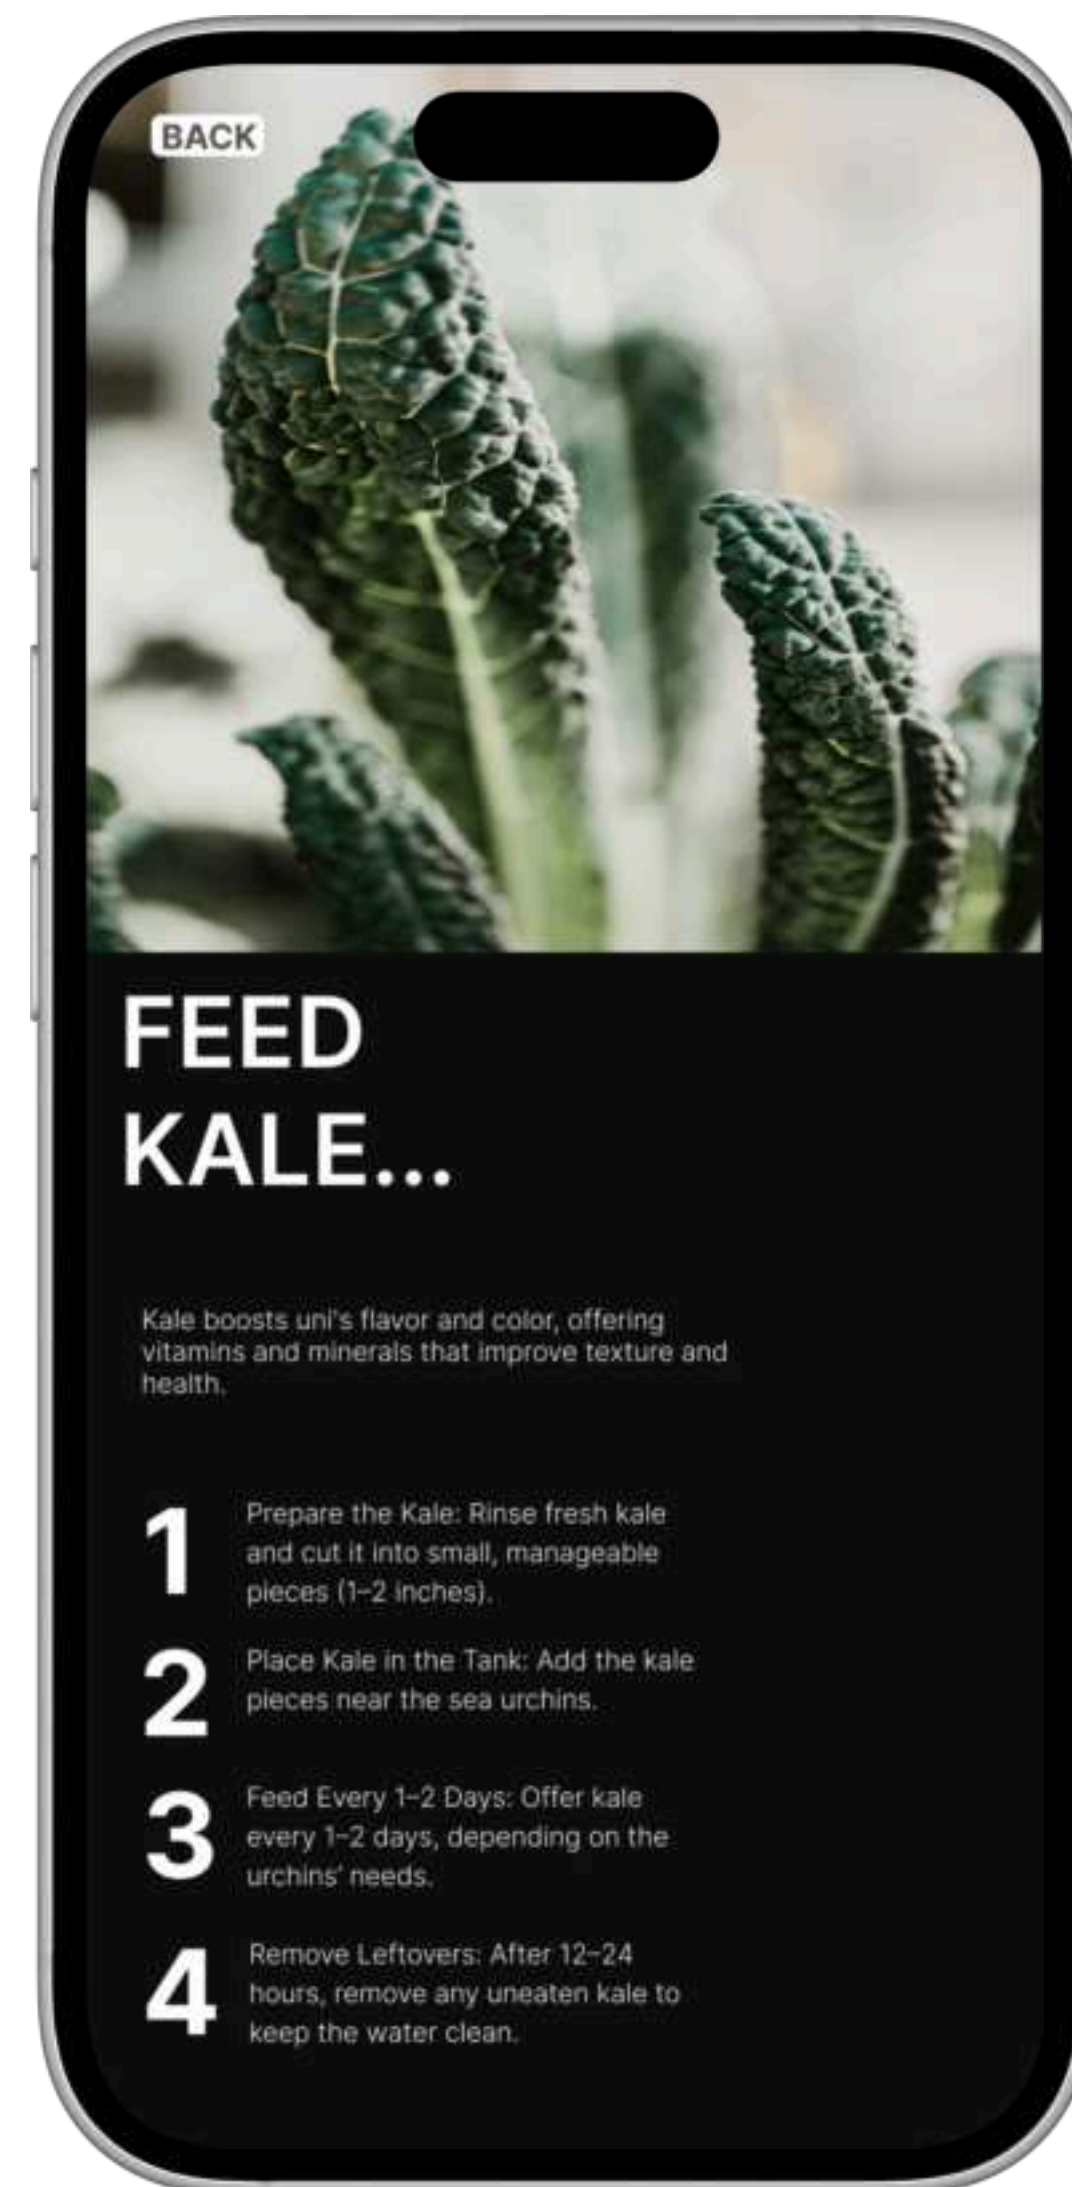 BACK
FEED
KALE...
Kale boosts uni's flavor and color, offering
vitamins and minerals that improve texture and
health.
1
Prepare the Kale: Rinse fresh kale
and cut it into small, manageable
pieces (1–2 inches).
2
Place Kale in the Tank: Add the kale
pieces near the sea urchins.
3
Feed Every 1–2 Days: Offer kale
every 1–2 days, depending on the
urchins' needs.
4
Remove Leftovers: After 12–24
hours, remove any uneaten kale to
keep the water clean.